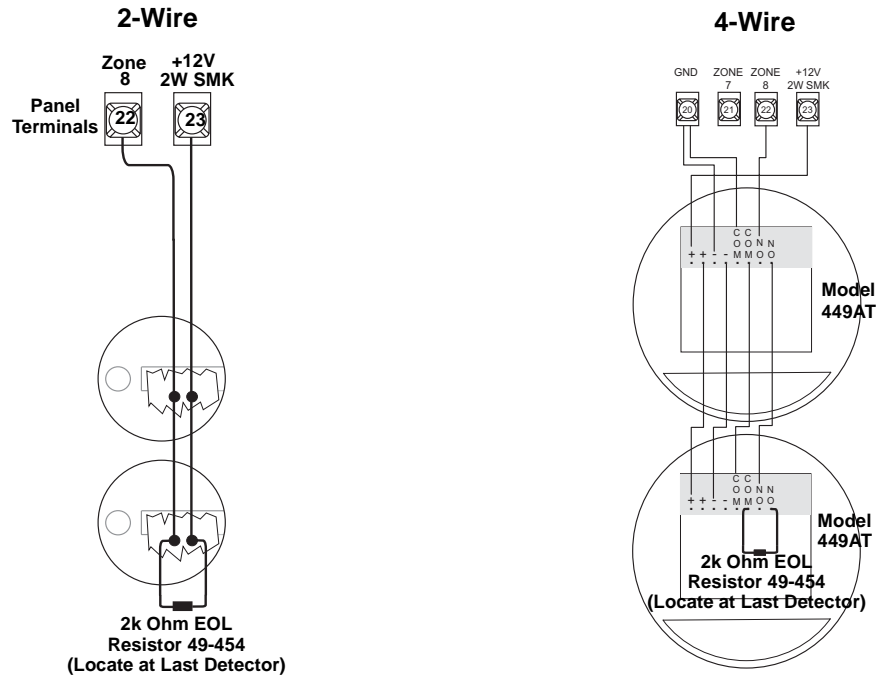 2-Wire
Zone
8
+12V
2W SMK
Panel
Terminals
22
23
2k Ohm EOL
Resistor 49-454
(Locate at Last Detector)
4-Wire
GND
ZONE
7
ZONE
8
+12V
2W SMK
20
21
22
23
+ + - - COM COM NO NO
Model
449AT
+ + - - COM COM NO NO
Model
449AT
2k Ohm EOL
Resistor 49-454
(Locate at Last Detector)